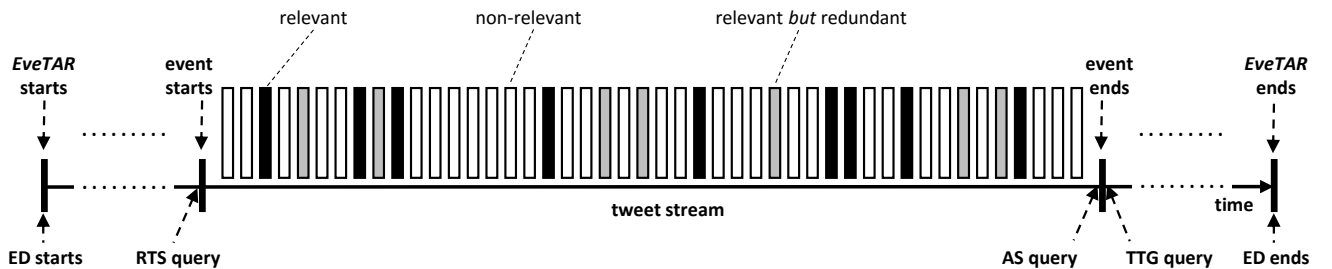 relevant
non-relevant
relevant but redundant
EveTAR
starts
event
starts
event
ends
EveTAR
ends
tweet stream
time
ED starts
RTS query
AS query
TTG query
ED ends